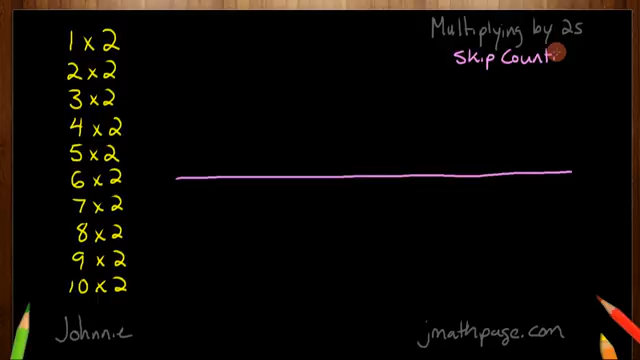 Multiplying by 2s
Skip Count
1 x 2
2 x 2
3 x 2
4 x 2
5 x 2
6 x 2
7 x 2
8 x 2
9 x 2
10 x 2
Johnnie
jmathpage.com